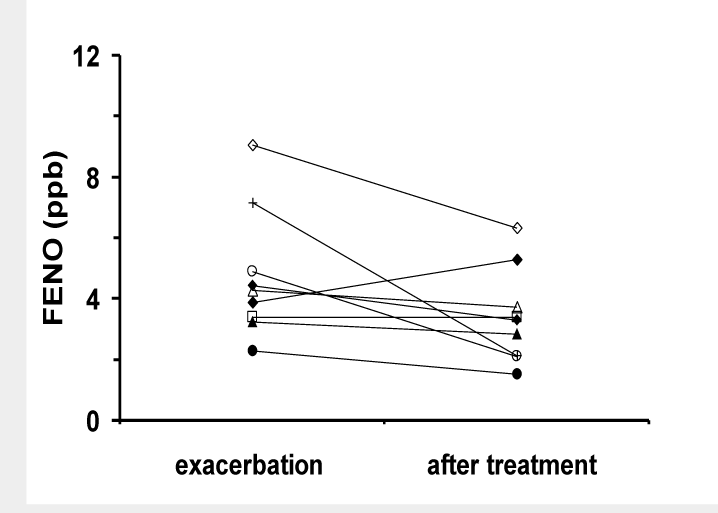 12
8
4
0
FENO (ppb)
exacerbation
after treatment